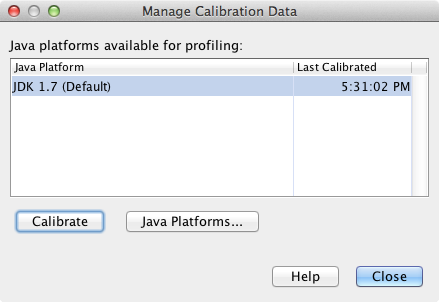 Manage Calibration Data
Java platforms available for profiling:
Java Platform Last Calibrated
JDK 1.7 (Default) 5:31:02 PM
Calibrate Java Platforms...
Help Close